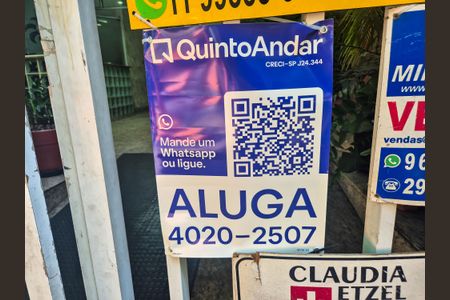 QuintoAndar
CRECI-SP J24.344
Mande um
Whatsapp
ou ligue.
ALUGA
4020-2507
CLAUDIA
ETZEL
www.
VE
vendas@
96
29